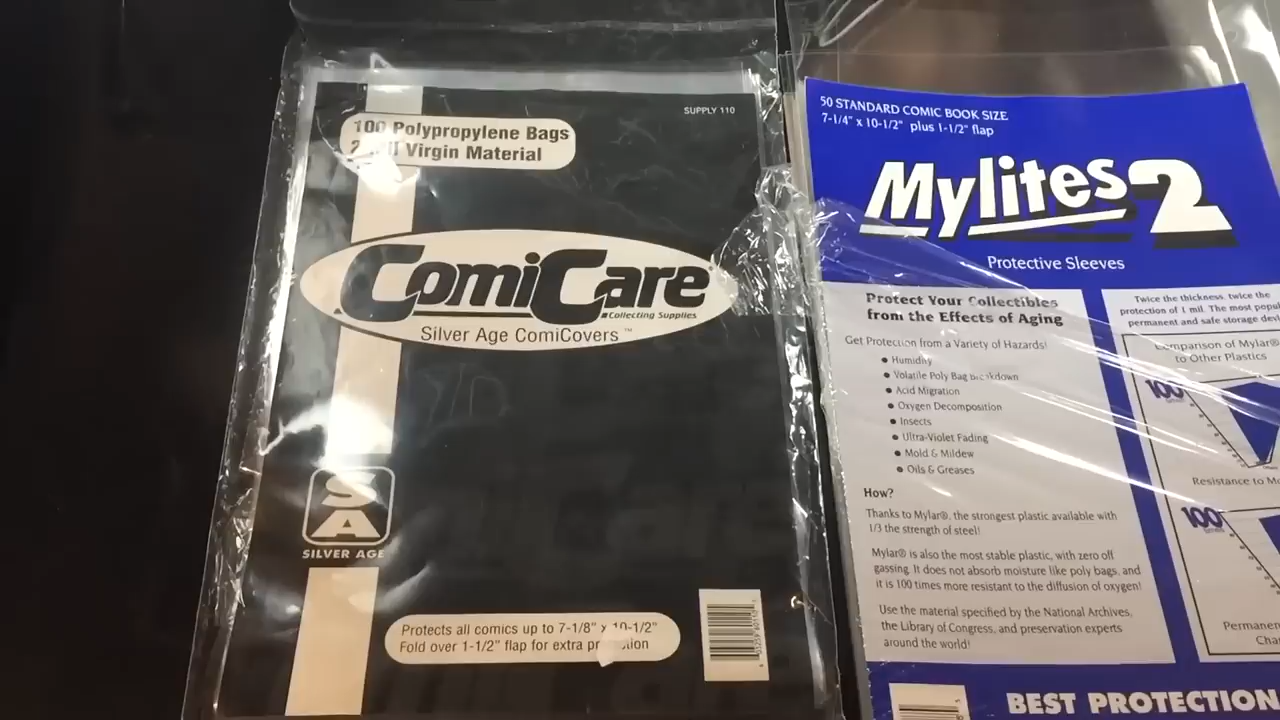 SUPPLY 110
100 Polypropylene Bags
Virgin Material
ComiCare
Collecting Supplies
Silver Age ComiCovers™
SA
SILVER AGE
Protects all comics up to 7-1/8" x 10-1/2"
Fold over 1-1/2" flap for extra
50 STANDARD COMIC BOOK SIZE
7-1/4" x 10-1/2" plus 1-1/2" flap
Mylites2
Protective Sleeves
Protect Your Collectibles
from the Effects of Aging
Get Protection from a Variety of Hazards!
• Humidity
• Volatile Poly Bag breakdown
• Acid Migration
• Oxygen Decomposition
• Insects
• Ultra-Violet Fading
• Mold & Mildew
• Oils & Greases
How?
Thanks to Mylar®, the strongest plastic available with
1/3 the strength of steel!
Mylar® is also the most stable plastic, with zero off
gassing. It does not absorb moisture like poly bags, and
it is 100 times more resistant to the diffusion of oxygen!
Use the material specified by the National Archives,
the Library of Congress, and preservation experts
around the world!
Twice the thickness, twice the
protection of 1 mil. The most
permanent and safe storage
Comparison of Mylar®
to Other Plastics
100
Resistance to
100
BEST PROTECTION